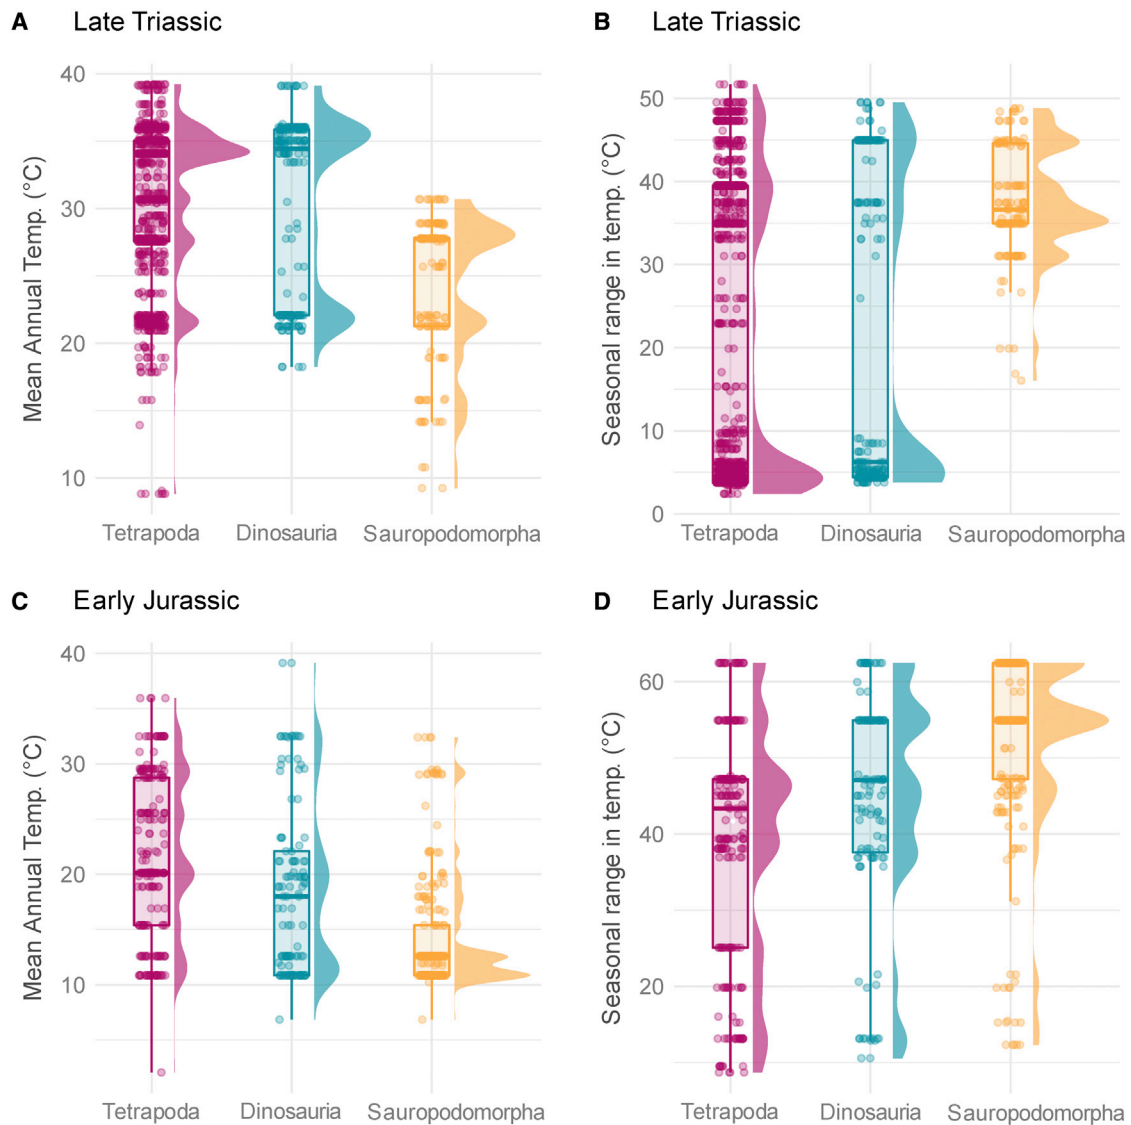 A Late Triassic
Mean Annual Temp. (°C)
40
30
20
10
Tetrapoda Dinosauria Sauropodomorpha
B Late Triassic
Seasonal range in temp. (°C)
50
40
30
20
10
0
Tetrapoda Dinosauria Sauropodomorpha
C Early Jurassic
Mean Annual Temp. (°C)
40
30
20
10
Tetrapoda Dinosauria Sauropodomorpha
D Early Jurassic
Seasonal range in temp. (°C)
60
40
20
Tetrapoda Dinosauria Sauropodomorpha